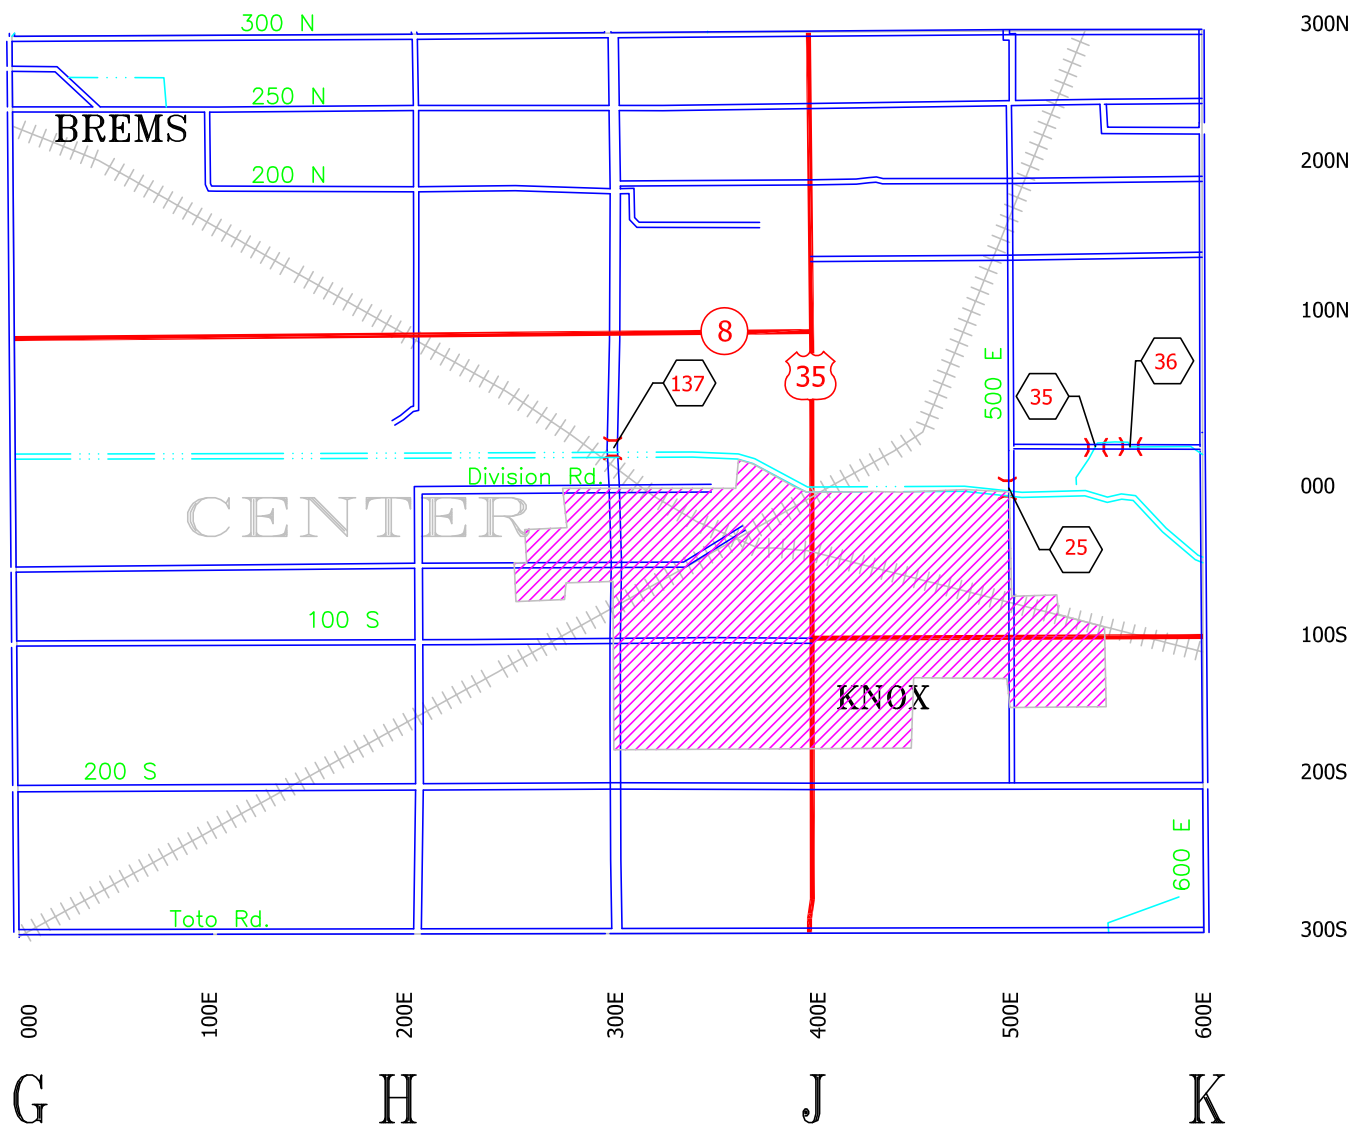 300 N
300N
250 N
BREMS
200N
200 N
100N
8
35
500 E
36
137
35
Division Rd.
000
CENTER
25
100 S
100S
KNOX
200 S
200S
600 E
Toto Rd.
300S
000
100E
200E
300E
400E
500E
600E
G
H
J
K